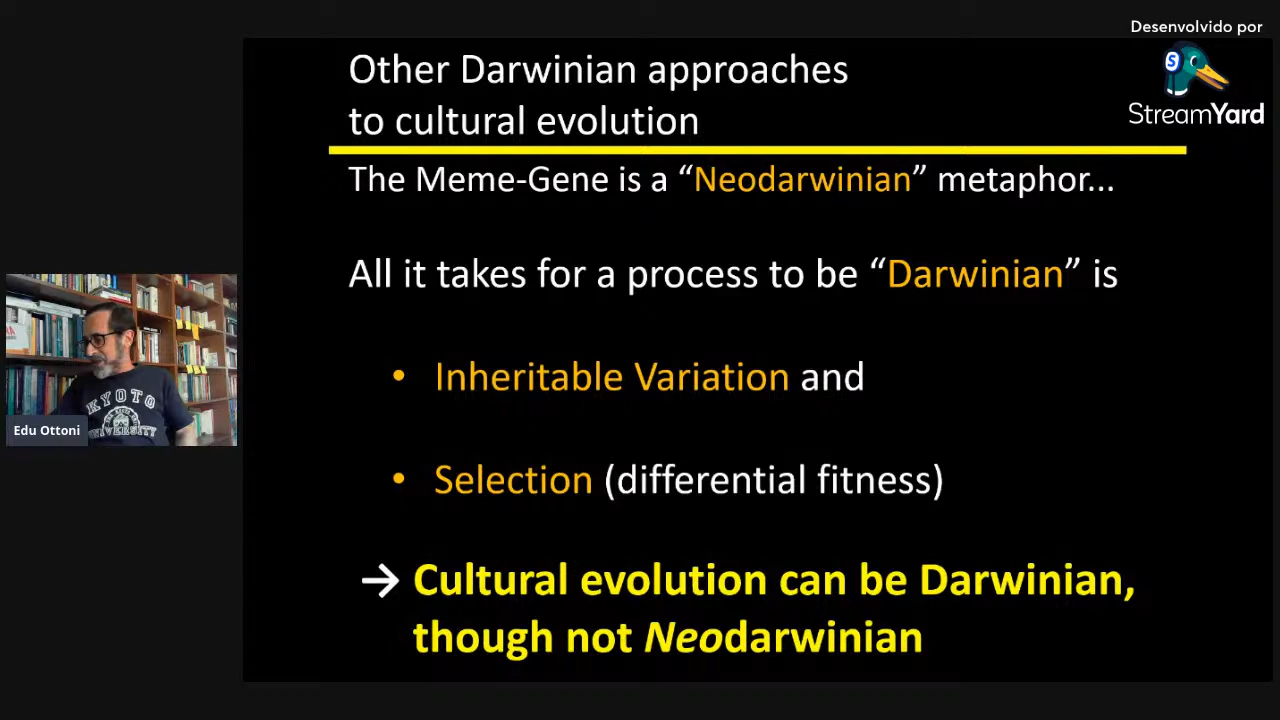 Desenvolvido por
StreamYard
Other Darwinian approaches
to cultural evolution
The Meme-Gene is a “Neodarwinian” metaphor...
All it takes for a process to be “Darwinian” is
• Inheritable Variation and
• Selection (differential fitness)
→ Cultural evolution can be Darwinian,
though not Neodarwinian
KYOTO
UNIVERSITY
Edu Ottoni